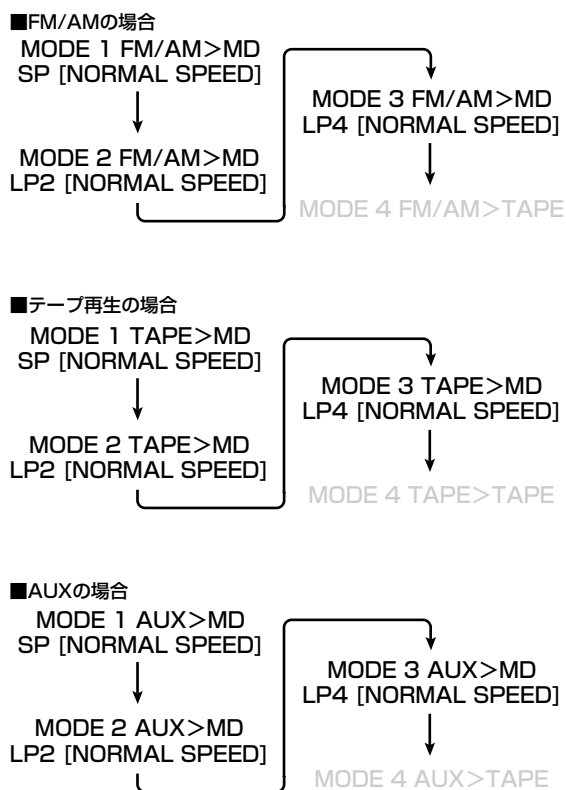 ■FM/AMの場合
MODE 1 FM/AM>MD
SP [NORMAL SPEED]
MODE 2 FM/AM>MD
LP2 [NORMAL SPEED]
MODE 3 FM/AM>MD
LP4 [NORMAL SPEED]
MODE 4 FM/AM>TAPE
■テープ再生の場合
MODE 1 TAPE>MD
SP [NORMAL SPEED]
MODE 2 TAPE>MD
LP2 [NORMAL SPEED]
MODE 3 TAPE>MD
LP4 [NORMAL SPEED]
MODE 4 TAPE>TAPE
■AUXの場合
MODE 1 AUX>MD
SP [NORMAL SPEED]
MODE 2 AUX>MD
LP2 [NORMAL SPEED]
MODE 3 AUX>MD
LP4 [NORMAL SPEED]
MODE 4 AUX>TAPE